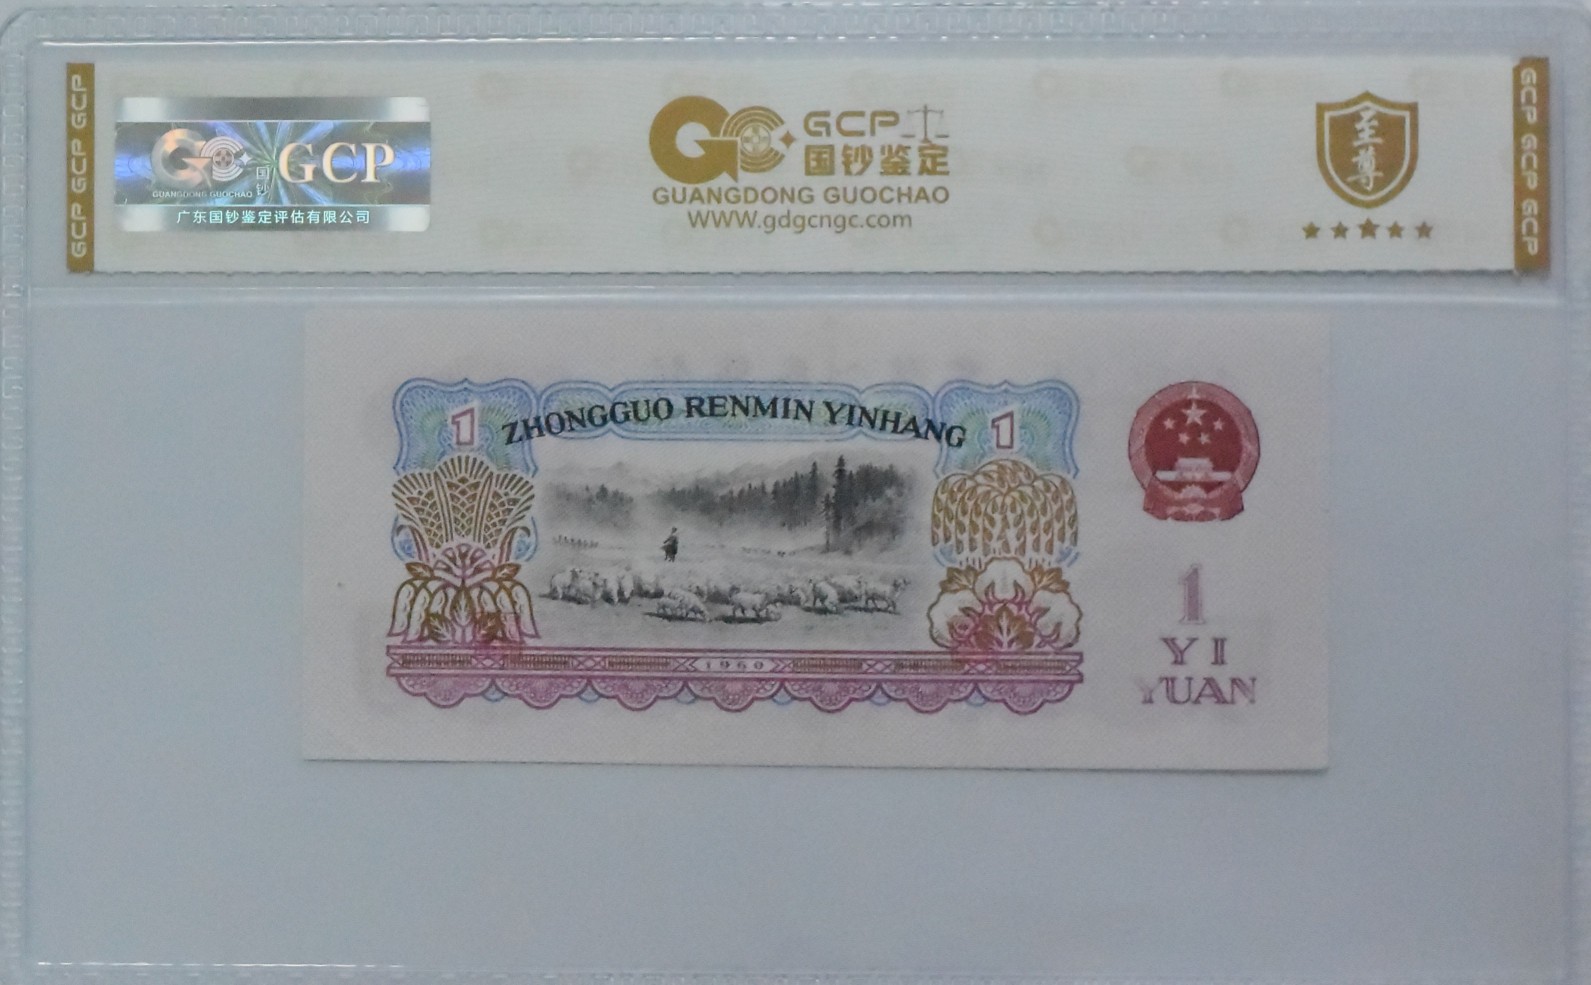 GCP GCP GCP
GCP
GUANGDONG GUOCHAO
国钞
广东国钞鉴定评估有限公司
GCP
国钞鉴定
GUANGDONG GUOCHAO
WWW.gdgcngc.com
至尊
GCP GCP GCP
1
ZHONGGUO RENMIN YINHANG
1
1960
1
YI
YUAN